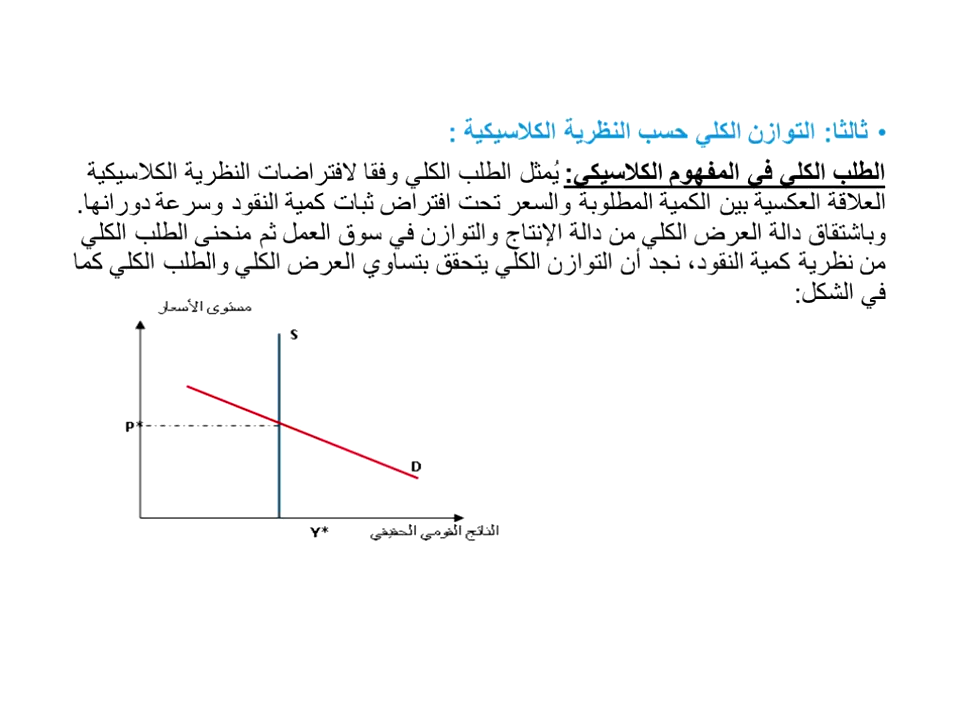 • ثالثا: التوازن الكلي حسب النظرية الكلاسيكية :
الطلب الكلي في المفهوم الكلاسيكي: يُمثل الطلب الكلي وفقا لافتراضات النظرية الكلاسيكية
العلاقة العكسية بين الكمية المطلوبة والسعر تحت افتراض ثبات كمية النقود وسرعة دورانها.
وباشتقاق دالة العرض الكلي من دالة الإنتاج والتوازن في سوق العمل ثم منحنى الطلب الكلي
من نظرية كمية النقود، نجد أن التوازن الكلي يتحقق بتساوي العرض الكلي والطلب الكلي كما
في الشكل:
مستوى الأسعار
S
P*
D
Y*
الناتج القومي الحقيقي